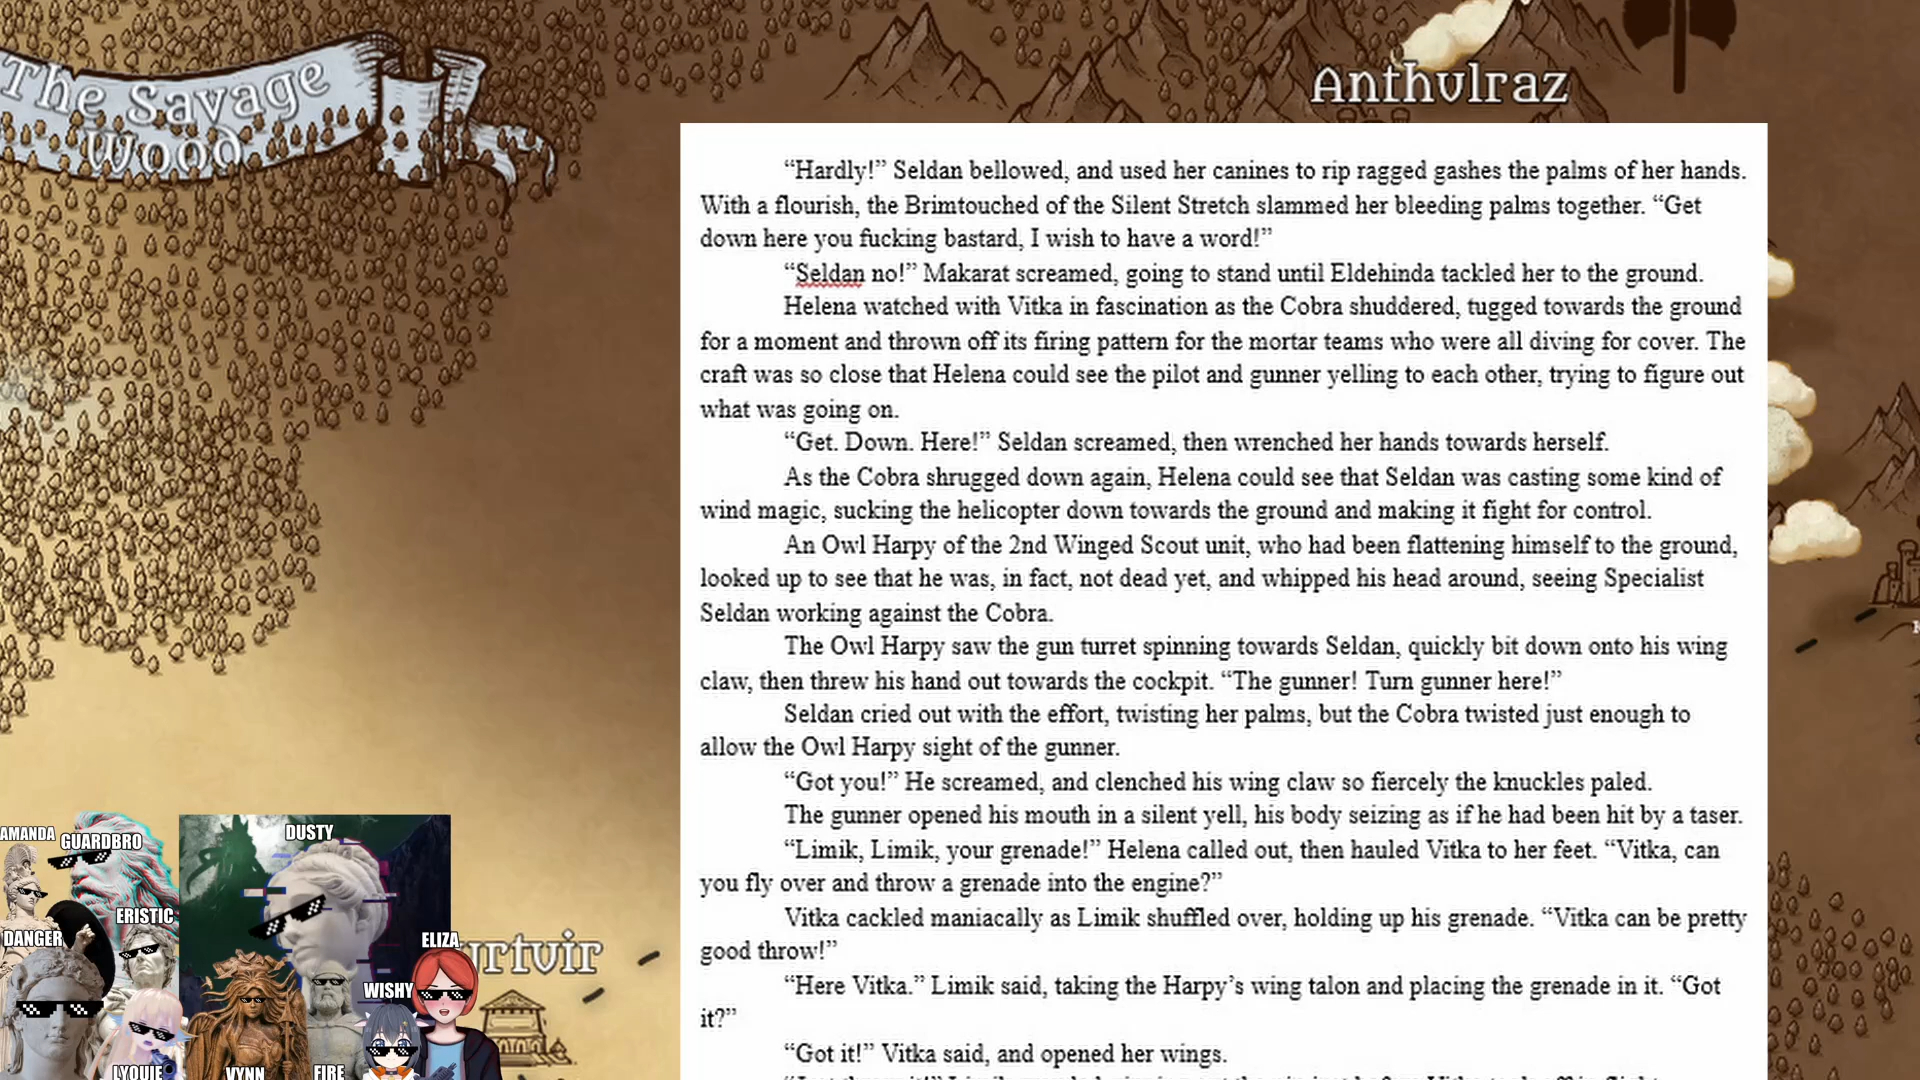 The Savage
Wood
Anthulraz
“Hardly!” Seldan bellowed, and used her canines to rip ragged gashes the palms of her hands.
With a flourish, the Brimtouched of the Silent Stretch slammed her bleeding palms together. “Get
down here you fucking bastard, I wish to have a word!”
“Seldan no!” Makarat screamed, going to stand until Eldehinda tackled her to the ground.
Helena watched with Vitka in fascination as the Cobra shuddered, tugged towards the ground
for a moment and thrown off its firing pattern for the mortar teams who were all diving for cover. The
craft was so close that Helena could see the pilot and gunner yelling to each other, trying to figure out
what was going on.
“Get. Down. Here!” Seldan screamed, then wrenched her hands towards herself.
As the Cobra shrugged down again, Helena could see that Seldan was casting some kind of
wind magic, sucking the helicopter down towards the ground and making it fight for control.
An Owl Harpy of the 2nd Winged Scout unit, who had been flattening himself to the ground,
looked up to see that he was, in fact, not dead yet, and whipped his head around, seeing Specialist
Seldan working against the Cobra.
The Owl Harpy saw the gun turret spinning towards Seldan, quickly bit down onto his wing
claw, then threw his hand out towards the cockpit. “The gunner! Turn gunner here!”
Seldan cried out with the effort, twisting her palms, but the Cobra twisted just enough to
allow the Owl Harpy sight of the gunner.
“Got you!” He screamed, and clenched his wing claw so fiercely the knuckles paled.
The gunner opened his mouth in a silent yell, his body seizing as if he had been hit by a taser.
“Limik, Limik, your grenade!” Helena called out, then hauled Vitka to her feet. “Vitka, can
you fly over and throw a grenade into the engine?”
Vitka cackled maniacally as Limik shuffled over, holding up his grenade. “Vitka can be pretty
good throw!”
“Here Vitka.” Limik said, taking the Harpy’s wing talon and placing the grenade in it. “Got
it?”
“Got it!” Vitka said, and opened her wings.
AMANDA
GUARDBRO
DUSTY
ERISTIC
DANGER
ELIZA
WISHY
LYQUIE
VYNN
FIRE